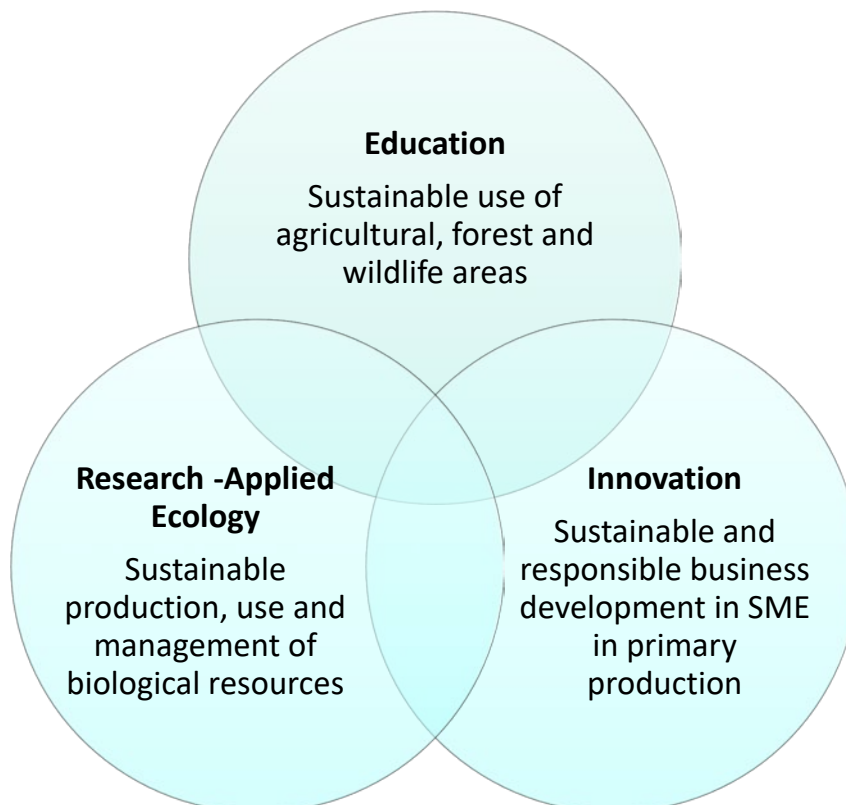 Education
Sustainable use of
agricultural, forest and
wildlife areas
Research -Applied
Ecology
Sustainable
production, use and
management of
biological resources
Innovation
Sustainable and
responsible business
development in SME
in primary
production